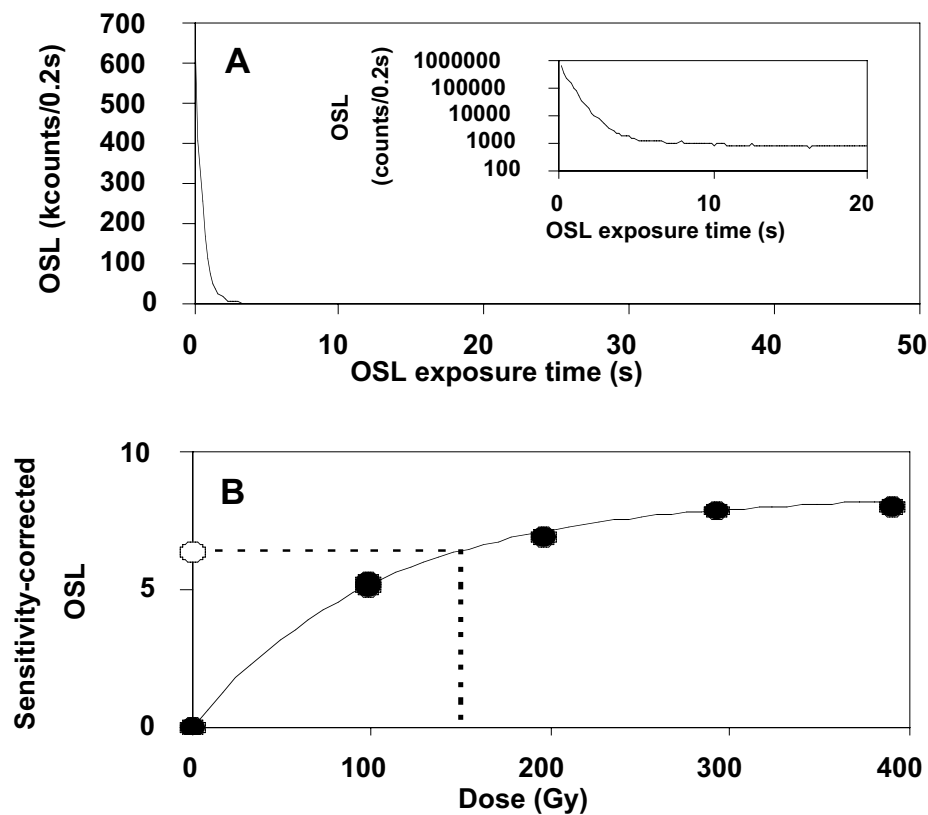 A
OSL (kcounts/0.2s)
700
600
500
400
300
200
100
0
0 10 20 30 40 50
OSL exposure time (s)
OSL
(counts/0.2s)
1000000
100000
10000
1000
100
0 10 20
OSL exposure time (s)
B
Sensitivity-corrected
OSL
10
5
0
0 100 200 300 400
Dose (Gy)